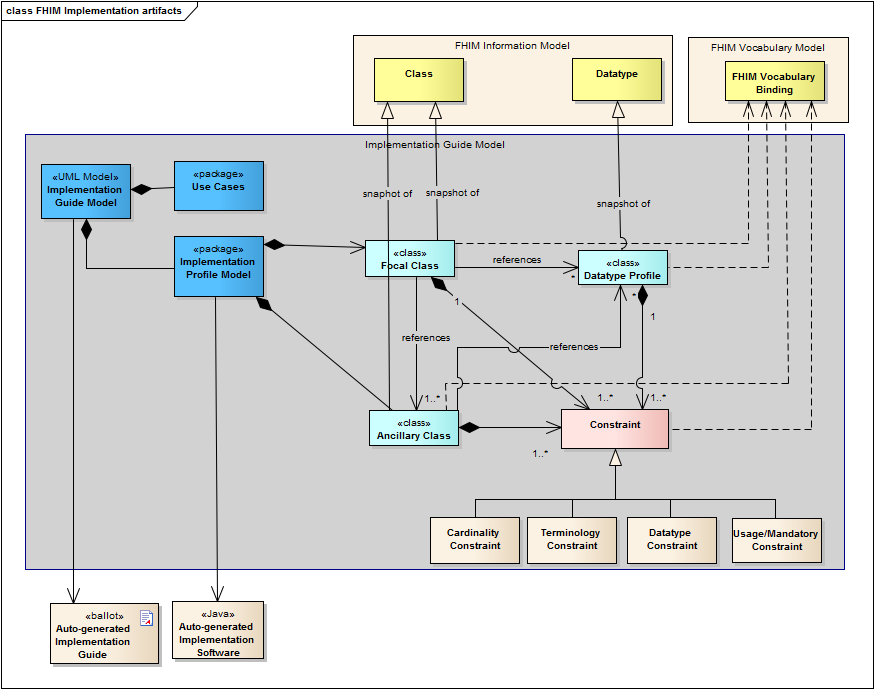 class FHIM Implementation artifacts
FHIM Information Model
FHIM Vocabulary Model
Class
Datatype
FHIM Vocabulary
Binding
Implementation Guide Model
«UML Model»
Implementation
Guide Model
«package»
Use Cases
snapshot of
snapshot of
snapshot of
«package»
Implementation
Profile Model
«class»
Focal Class
references
*
«class»
Datatype Profile
1
*
1
references
references
1..*
1..*
1..*
«class»
Ancillary Class
Constraint
1..*
Cardinality
Constraint
Terminology
Constraint
Datatype
Constraint
Usage/Mandatory
Constraint
«ballot»
Auto-generated
Implementation
Guide
«Java»
Auto-generated
Implementation
Software